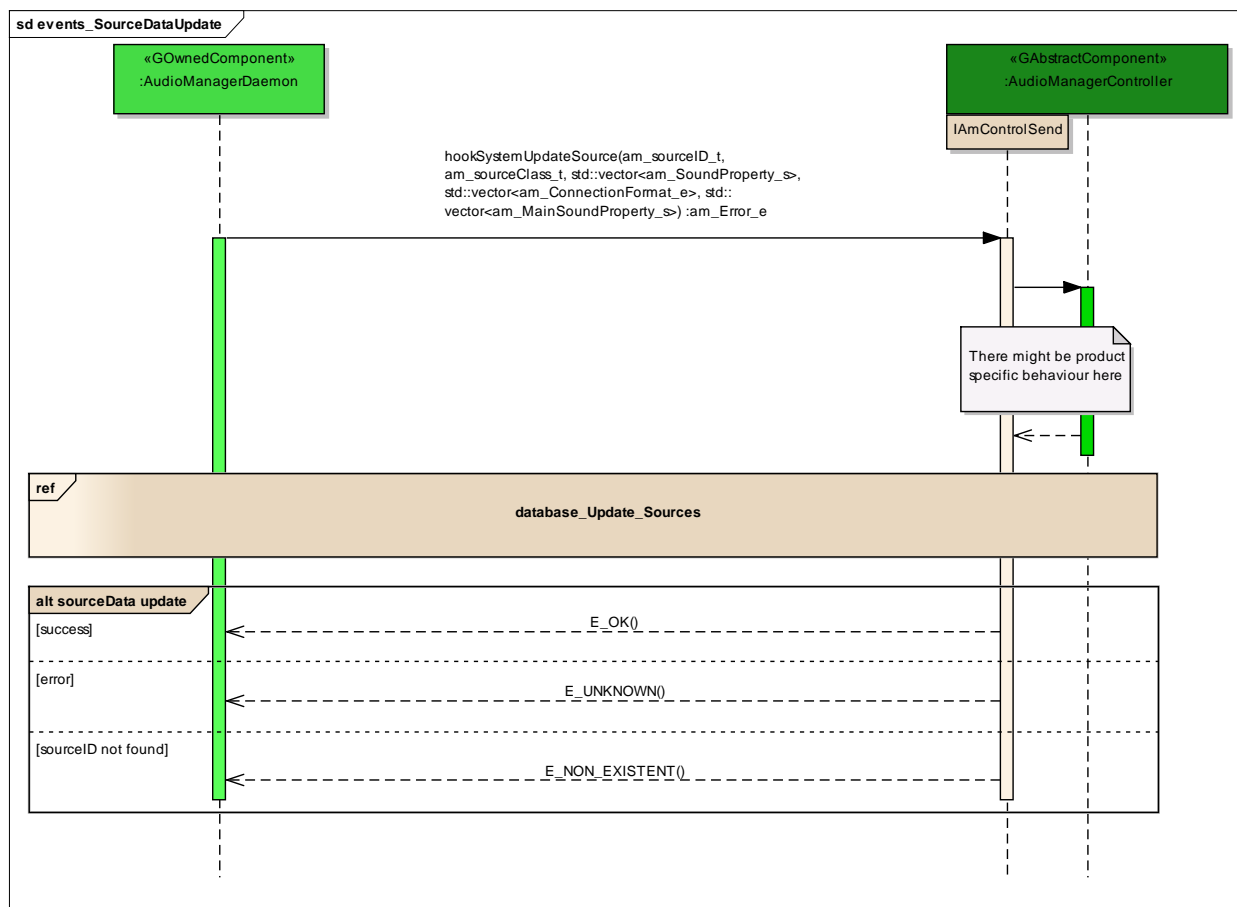 sd events_SourceDataUpdate
«GOwnedComponent»
:AudioManagerDaemon
«GAbstractComponent»
:AudioManagerController
IAmControlSend
hookSystemUpdateSource(am_sourceID_t,
am_sourceClass_t, std::vector<am_SoundProperty_s>,
std::vector<am_ConnectionFormat_e>, std::
vector<am_MainSoundProperty_s>) :am_Error_e
There might be product
specific behaviour here
ref
database_Update_Sources
alt sourceData update
[success]
E_OK()
[error]
E_UNKNOWN()
[sourceID not found]
E_NON_EXISTENT()